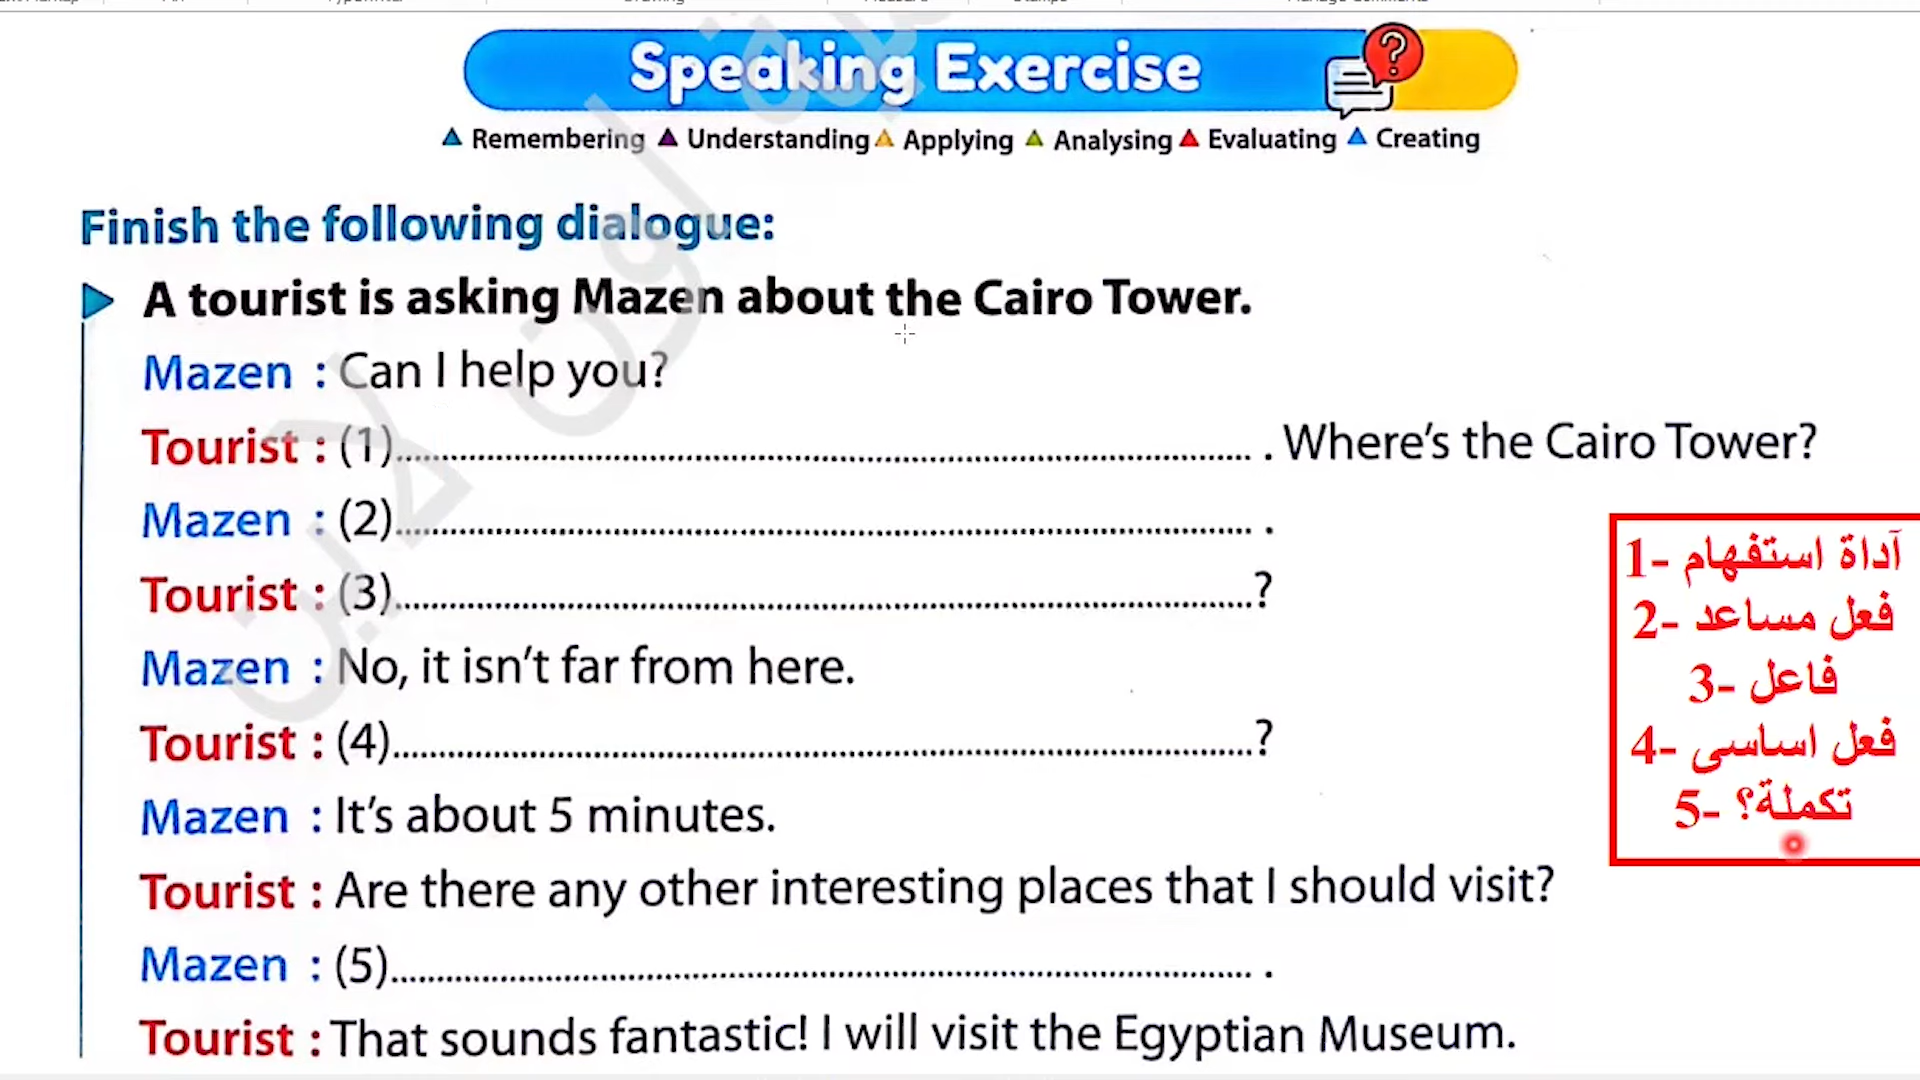 Speaking Exercise
Remembering Understanding Applying Analysing Evaluating Creating
Finish the following dialogue:
A tourist is asking Mazen about the Cairo Tower.
Mazen : Can I help you?
Tourist : (1)........................................ . Where's the Cairo Tower?
Mazen : (2)........................................ .
Tourist : (3)........................................?
Mazen : No, it isn't far from here.
Tourist : (4)........................................?
Mazen : It's about 5 minutes.
Tourist : Are there any other interesting places that I should visit?
Mazen : (5)........................................ .
Tourist : That sounds fantastic! I will visit the Egyptian Museum.
1- آداة استفهام
2- فعل مساعد
3- فاعل
4- فعل اساسى
5- تكملة؟